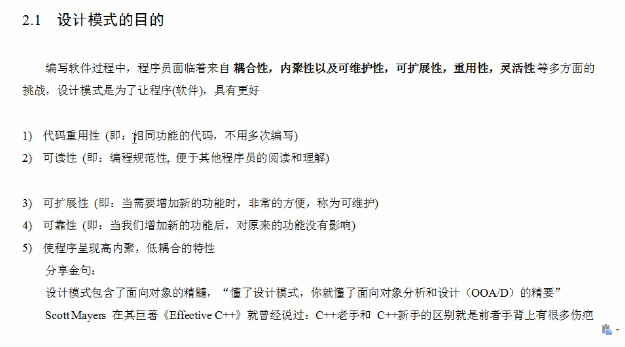 2.1 设计模式的目的
编写软件过程中，程序员面临着来自 耦合性，内聚性以及可维护性，可扩展性，重用性，灵活性 等多方面的
挑战，设计模式是为了让程序(软件)，具有更好
1) 代码重用性 (即：相同功能的代码，不用多次编写)
2) 可读性 (即：编程规范性, 便于其他程序员的阅读和理解)
3) 可扩展性 (即：当需要增加新的功能时，非常的方便，称为可维护)
4) 可靠性 (即：当我们增加新的功能后，对原来的功能没有影响)
5) 使程序呈现高内聚，低耦合的特性
分享金句：
设计模式包含了面向对象的精髓，“懂了设计模式，你就懂了面向对象分析和设计（OOA/D）的精要”
Scott Mayers 在其巨著《Effective C++》就曾经说过：C++老手和 C++新手的区别就是前者手背上有很多伤疤